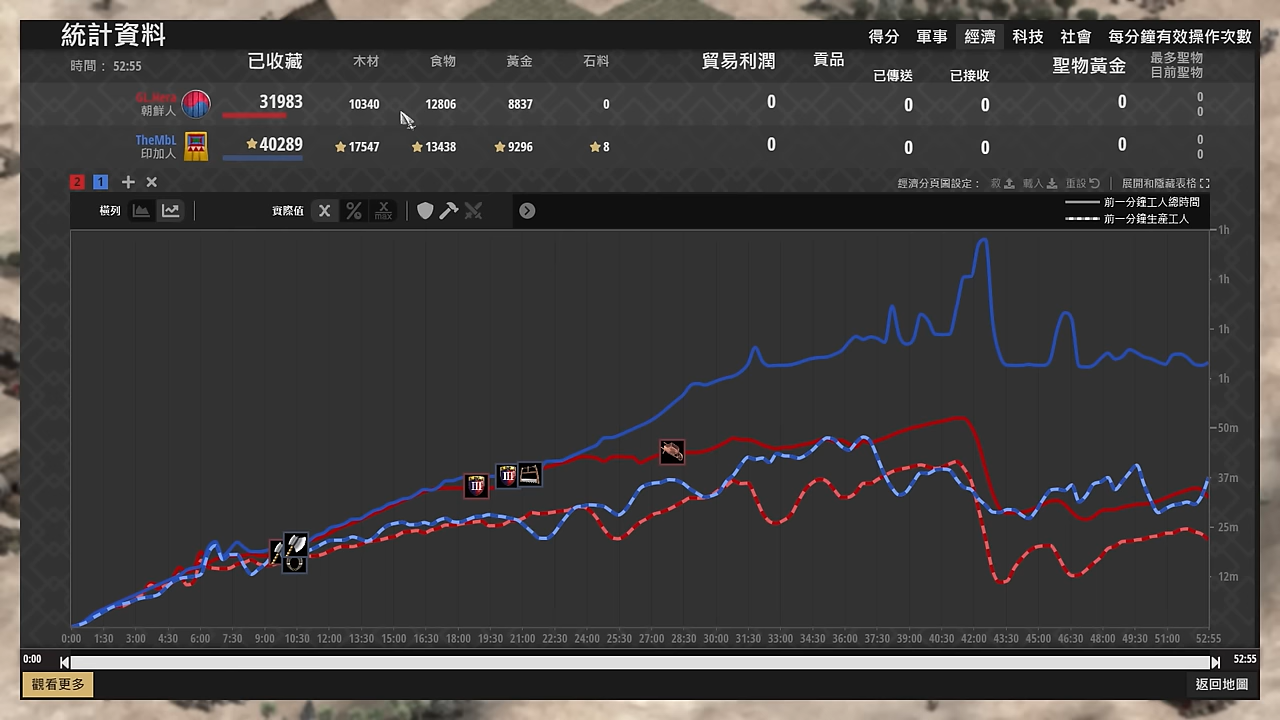 統計資料
得分 軍事 經濟 科技 社會 每分鐘有效操作次數
時間： 52:55
已收藏 木材 食物 黃金 石料 貿易利潤 貢品 已傳送 已接收 聖物黃金 最多聖物 目前聖物
GL.Hera
朝鮮人
31983 10340 12806 8837 0 0 0 0 0 0 0
TheMbL
印加人
40289 17547 13438 9296 8 0 0 0 0 0 0
2 1
經濟分頁圖設定： 載入 重設 | 展開和隱藏表格
橫列 實際值 X % X max
前一分鐘工人總時間
前一分鐘生產工人
1h
1h
1h
1h
50m
37m
25m
12m
III III
0:00 1:30 3:00 4:30 6:00 7:30 9:00 10:30 12:00 13:30 15:00 16:30 18:00 19:30 21:00 22:30 24:00 25:30 27:00 28:30 30:00 31:30 33:00 34:30 36:00 37:30 39:00 40:30 42:00 43:30 45:00 46:30 48:00 49:30 51:00 52:55
0:00 52:55
觀看更多 返回地圖